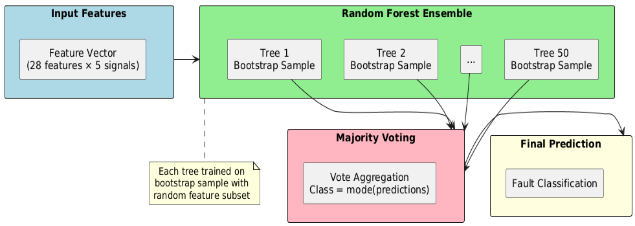 Input Features
Feature Vector
(28 features × 5 signals)
Random Forest Ensemble
Tree 1
Bootstrap Sample
Tree 2
Bootstrap Sample
...
Tree 50
Bootstrap Sample
Each tree trained on
bootstrap sample with
random feature subset
Majority Voting
Vote Aggregation
Class = mode(predictions)
Final Prediction
Fault Classification